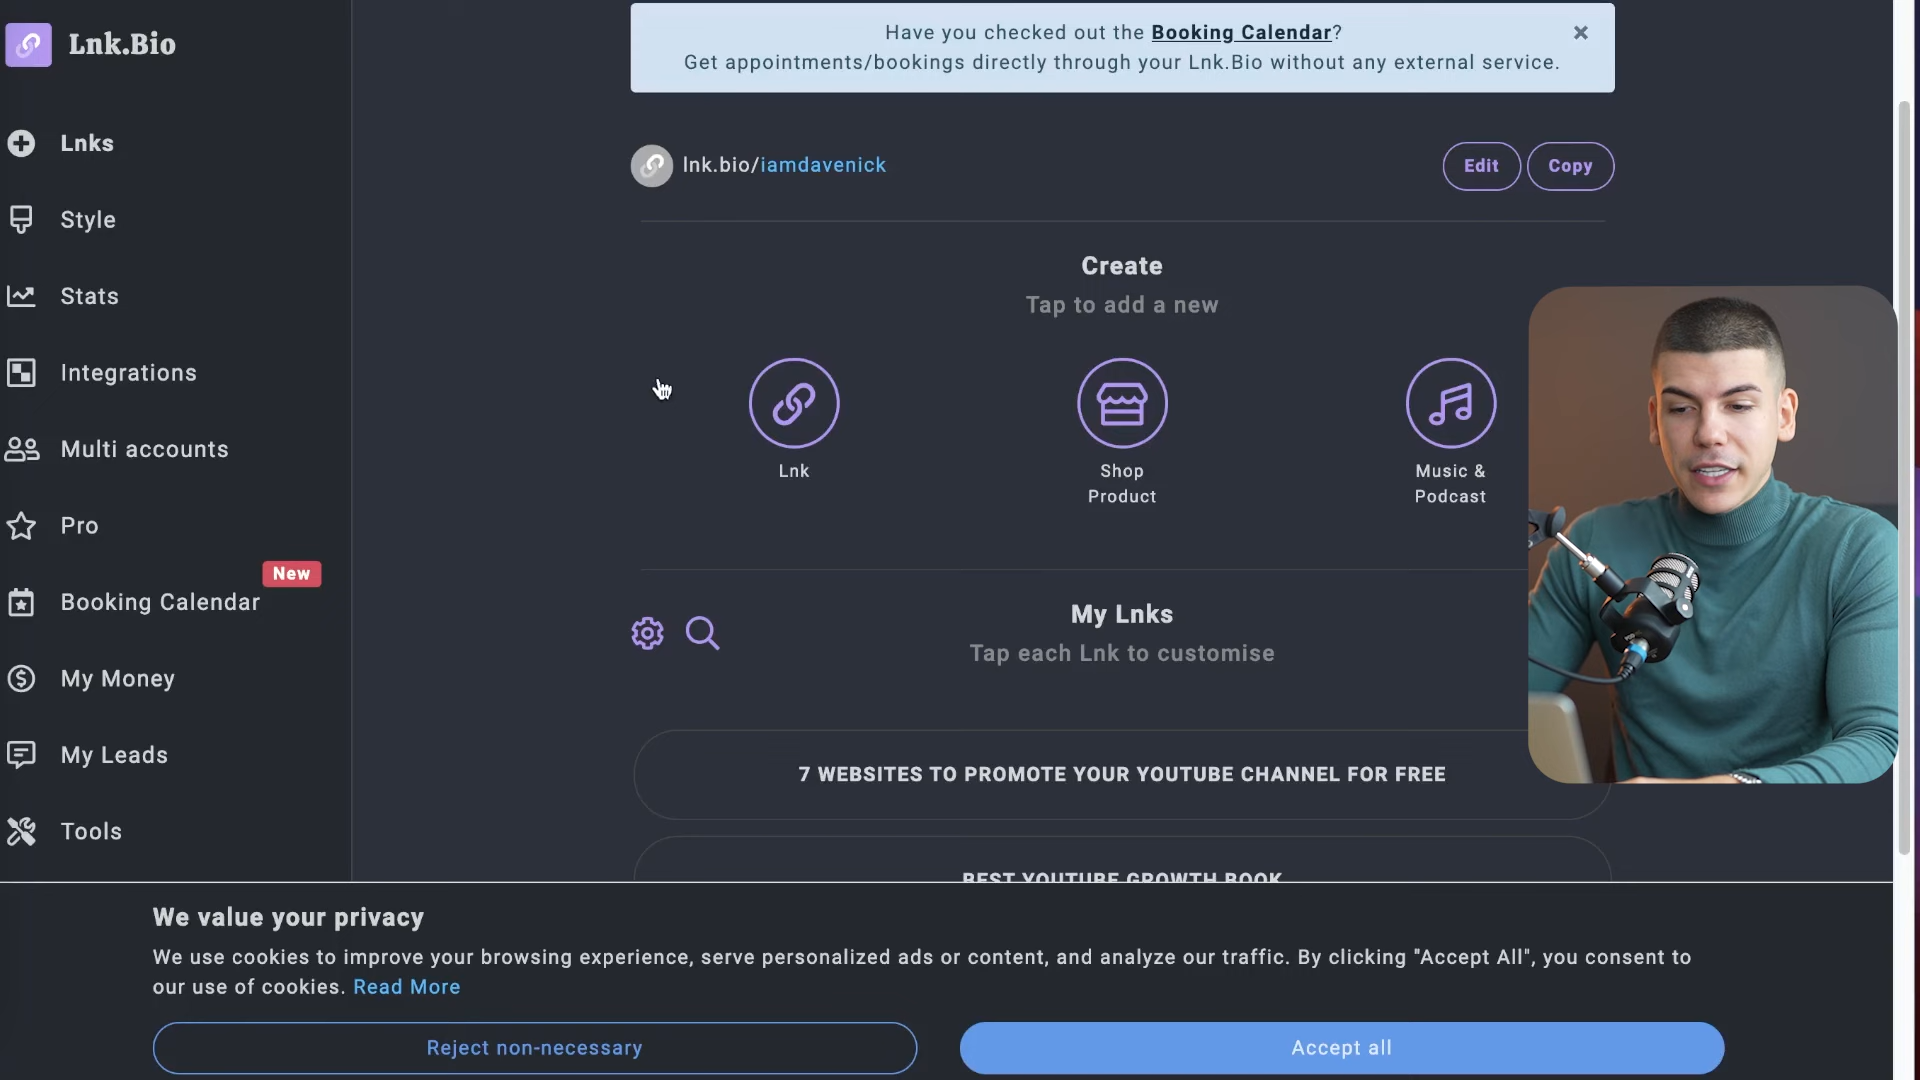 Lnk.Bio
Lnks
Style
Stats
Integrations
Multi accounts
Pro
New
Booking Calendar
My Money
My Leads
Tools
Have you checked out the Booking Calendar?
Get appointments/bookings directly through your Lnk.Bio without any external service.
lnk.bio/iamdavenick
Edit
Copy
Create
Tap to add a new
Lnk
Shop
Product
Music &
Podcast
My Lnks
Tap each Lnk to customise
7 WEBSITES TO PROMOTE YOUR YOUTUBE CHANNEL FOR FREE
BEST YOUTUBE GROWTH BOOK
We value your privacy
We use cookies to improve your browsing experience, serve personalized ads or content, and analyze our traffic. By clicking "Accept All", you consent to
our use of cookies. Read More
Reject non-necessary
Accept all